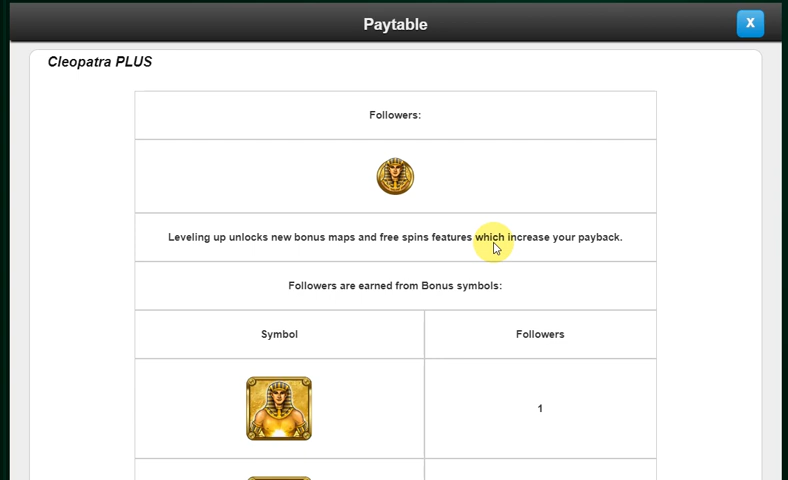 Paytable
X
Cleopatra PLUS
Followers:
Leveling up unlocks new bonus maps and free spins features which increase your payback.
Followers are earned from Bonus symbols:
Symbol
Followers
1